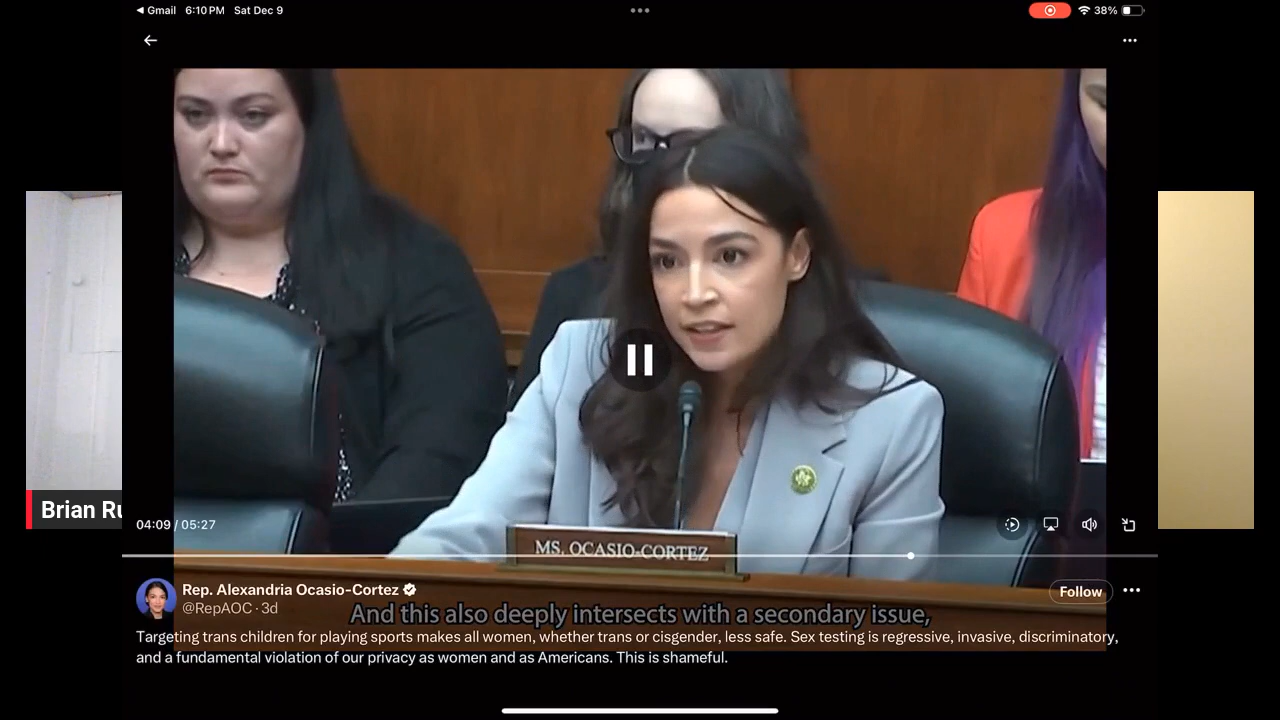 Gmail 6:10 PM Sat Dec 9
38%
Brian Ru
04:09 / 05:27
MS. OCASIO-CORTEZ
Rep. Alexandria Ocasio-Cortez
@RepAOC · 3d
Follow
And this also deeply intersects with a secondary issue,
Targeting trans children for playing sports makes all women, whether trans or cisgender, less safe. Sex testing is regressive, invasive, discriminatory,
and a fundamental violation of our privacy as women and as Americans. This is shameful.